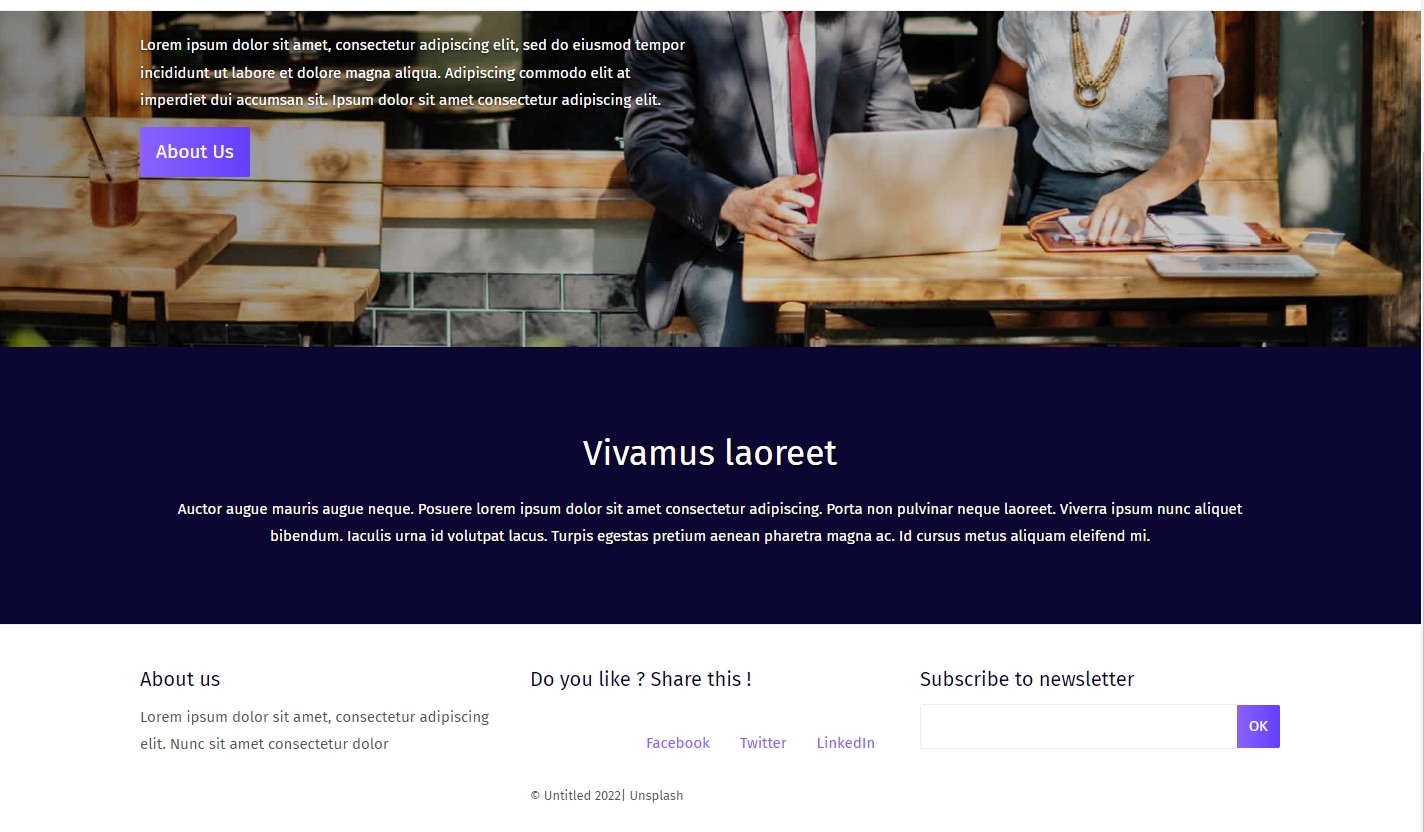 Lorem ipsum dolor sit amet, consectetur adipiscing elit, sed do eiusmod tempor
incididunt ut labore et dolore magna aliqua. Adipiscing commodo elit at
imperdiet dui accumsan sit. Ipsum dolor sit amet consectetur adipiscing elit.
About Us
Vivamus laoreet
Auctor augue mauris augue neque. Posuere lorem ipsum dolor sit amet consectetur adipiscing. Porta non pulvinar neque laoreet. Viverra ipsum nunc aliquet
bibendum. Iaculis urna id volutpat lacus. Turpis egestas pretium aenean pharetra magna ac. Id cursus metus aliquam eleifend mi.
About us
Lorem ipsum dolor sit amet, consectetur adipiscing
elit. Nunc sit amet consectetur dolor
Do you like ? Share this !
Facebook Twitter LinkedIn
Subscribe to newsletter
OK
© Untitled 2022| Unsplash